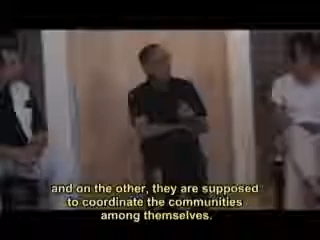 and on the other, they are supposed
to coordinate the communities
among themselves.